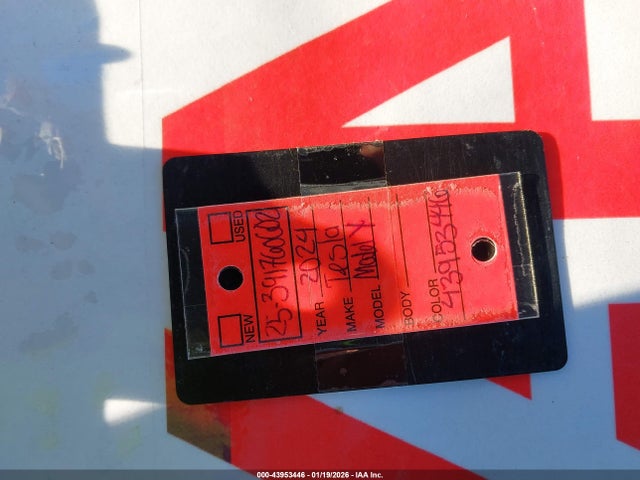 NEW USED
25-39176002
YEAR 2024
MAKE Tesla
MODEL Model Y
BODY
COLOR
43953446
000-43953446 - 01/19/2026 - IAA Inc.